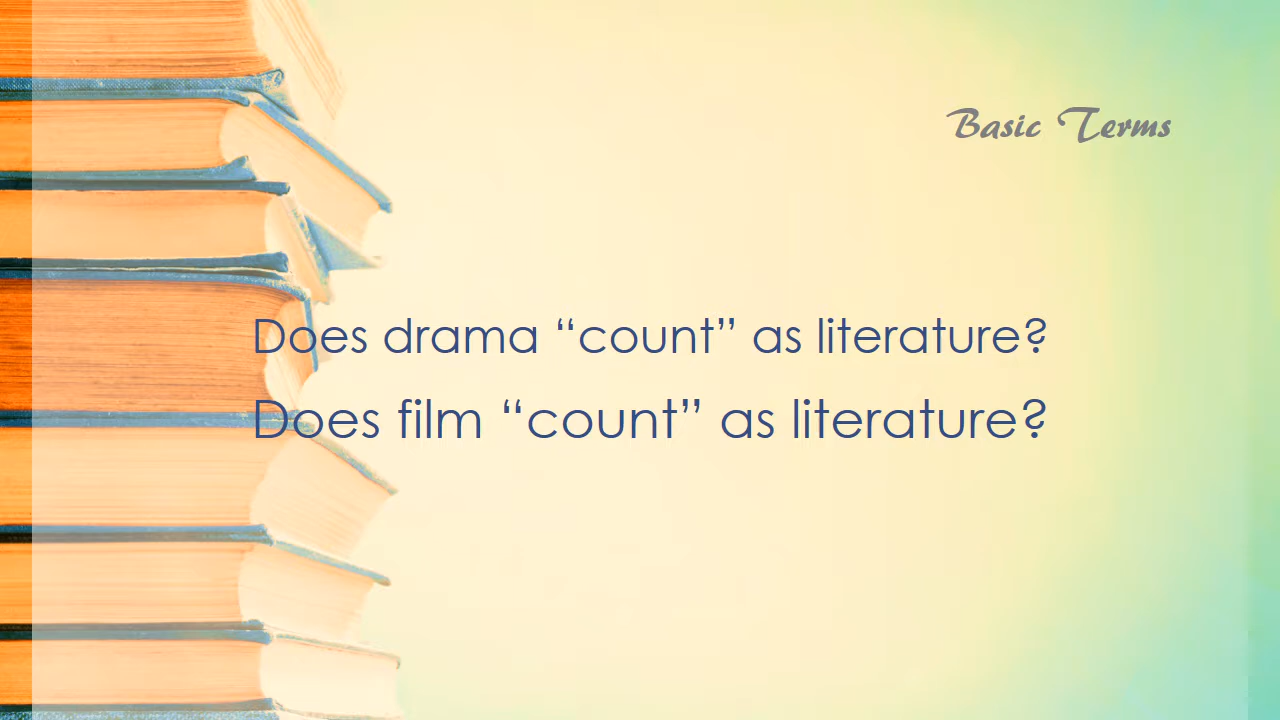 Basic Terms
Does drama “count” as literature?
Does film “count” as literature?